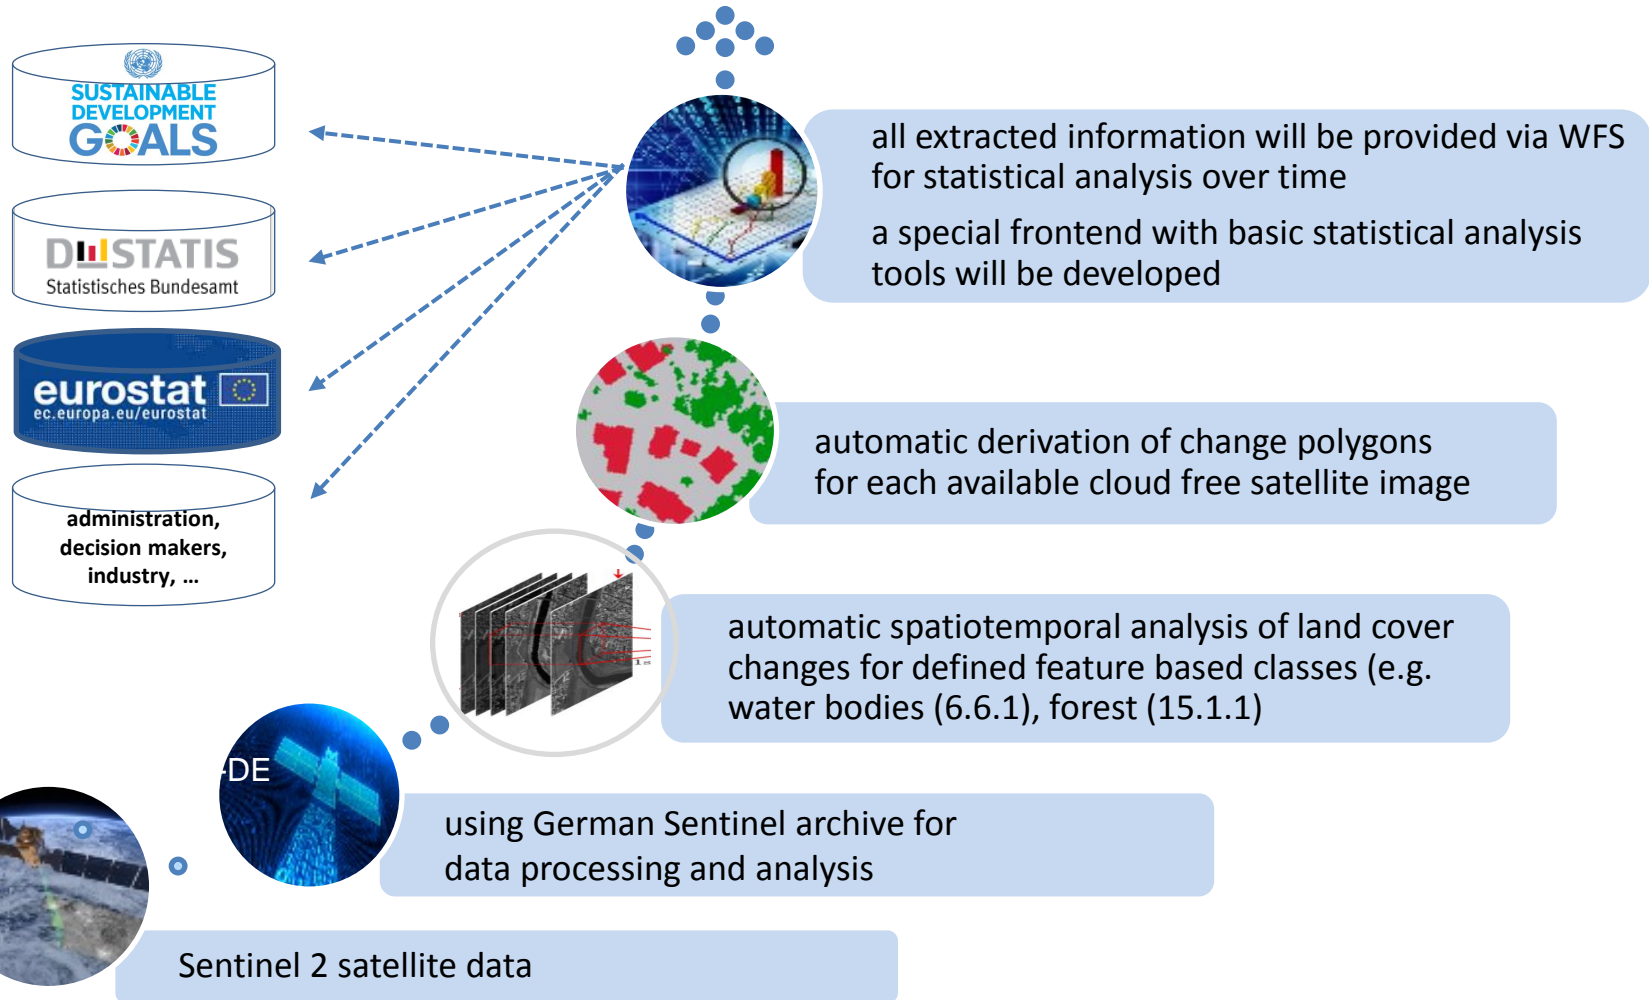 SUSTAINABLE
DEVELOPMENT
GOALS
DESTATIS
Statistisches Bundesamt
eurostat
ec.europa.eu/eurostat
administration,
decision makers,
industry, ...
all extracted information will be provided via WFS
for statistical analysis over time
a special frontend with basic statistical analysis
tools will be developed
automatic derivation of change polygons
for each available cloud free satellite image
automatic spatiotemporal analysis of land cover
changes for defined feature based classes (e.g.
water bodies (6.6.1), forest (15.1.1)
-DE
using German Sentinel archive for
data processing and analysis
Sentinel 2 satellite data